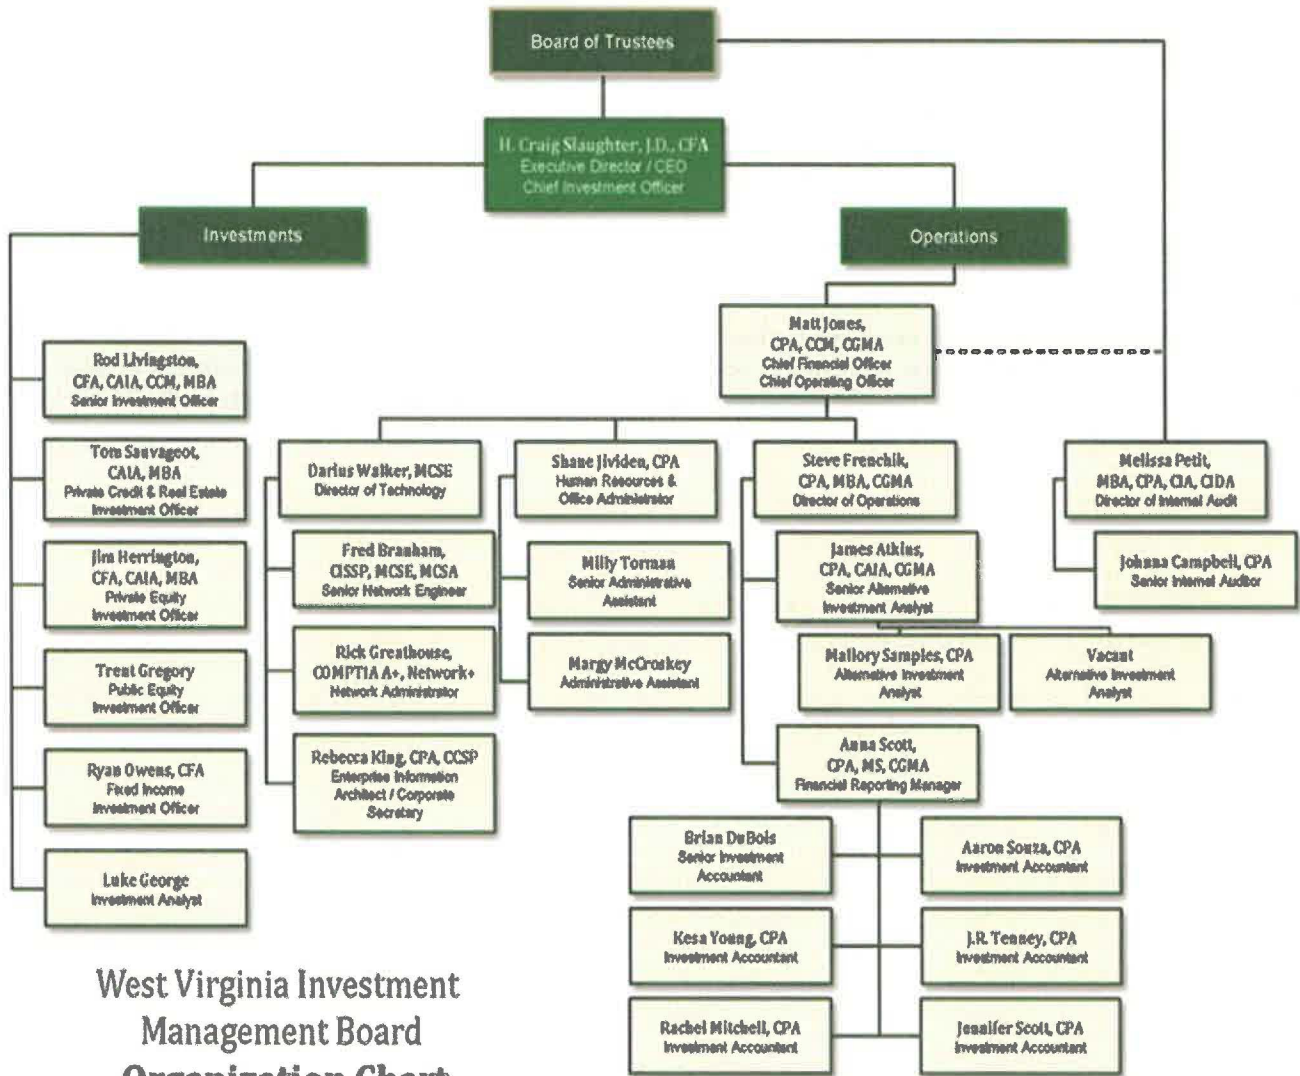 Board of Trustees
H. Craig Slaughter, J.D., CFA
Executive Director / CEO
Chief Investment Officer
Investments
Operations
Rod Livingston,
CFA, CAIA, CCM, MBA
Senior Investment Officer
Tom Sauvageot,
CAIA, MBA
Private Credit & Real Estate
Investment Officer
Jim Herrington,
CFA, CAIA, MBA
Private Equity
Investment Officer
Trent Gregory
Public Equity
Investment Officer
Ryan Owens, CFA
Fixed Income
Investment Officer
Luke George
Investment Analyst
Matt Jones,
CPA, CCM, CGMA
Chief Financial Officer
Chief Operating Officer
Darius Walker, MCSE
Director of Technology
Fred Branham,
CISSP, MCSE, MCSA
Senior Network Engineer
Rick Greathouse,
COMPTIA A+, Network+
Network Administrator
Rebecca King, CPA, CCSP
Enterprise Information
Architect / Corporate
Secretary
Shane Jividen, CPA
Human Resources &
Office Administrator
Milly Torman
Senior Administrative
Assistant
Margy McCroskey
Administrative Assistant
Steve Frenchik,
CPA, MBA, CGMA
Director of Operations
James Atkins,
CPA, CAIA, CGMA
Senior Alternative
Investment Analyst
Mallory Samples, CPA
Alternative Investment
Analyst
Vacant
Alternative Investment
Analyst
Anna Scott,
CPA, MS, CGMA
Financial Reporting Manager
Brian DuBois
Senior Investment
Accountant
Aaron Souza, CPA
Investment Accountant
Kesa Young, CPA
Investment Accountant
J.R. Tenney, CPA
Investment Accountant
Rachel Mitchell, CPA
Investment Accountant
Jennifer Scott, CPA
Investment Accountant
Melissa Petit,
MBA, CPA, CIA, CIDA
Director of Internal Audit
Johnna Campbell, CPA
Senior Internal Auditor
West Virginia Investment
Management Board
Organization Chart